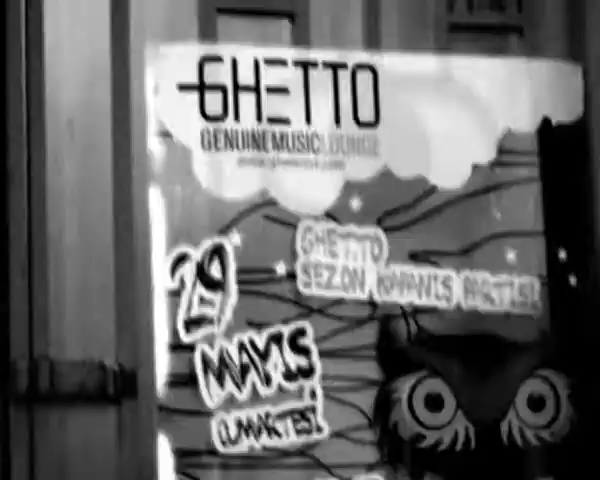 GHETTO
GENUINEMUSICLOUNGE
GHETTO
SEZON KAPANIŞ PARTİSİ
29
MAYIS
CUMARTESİ